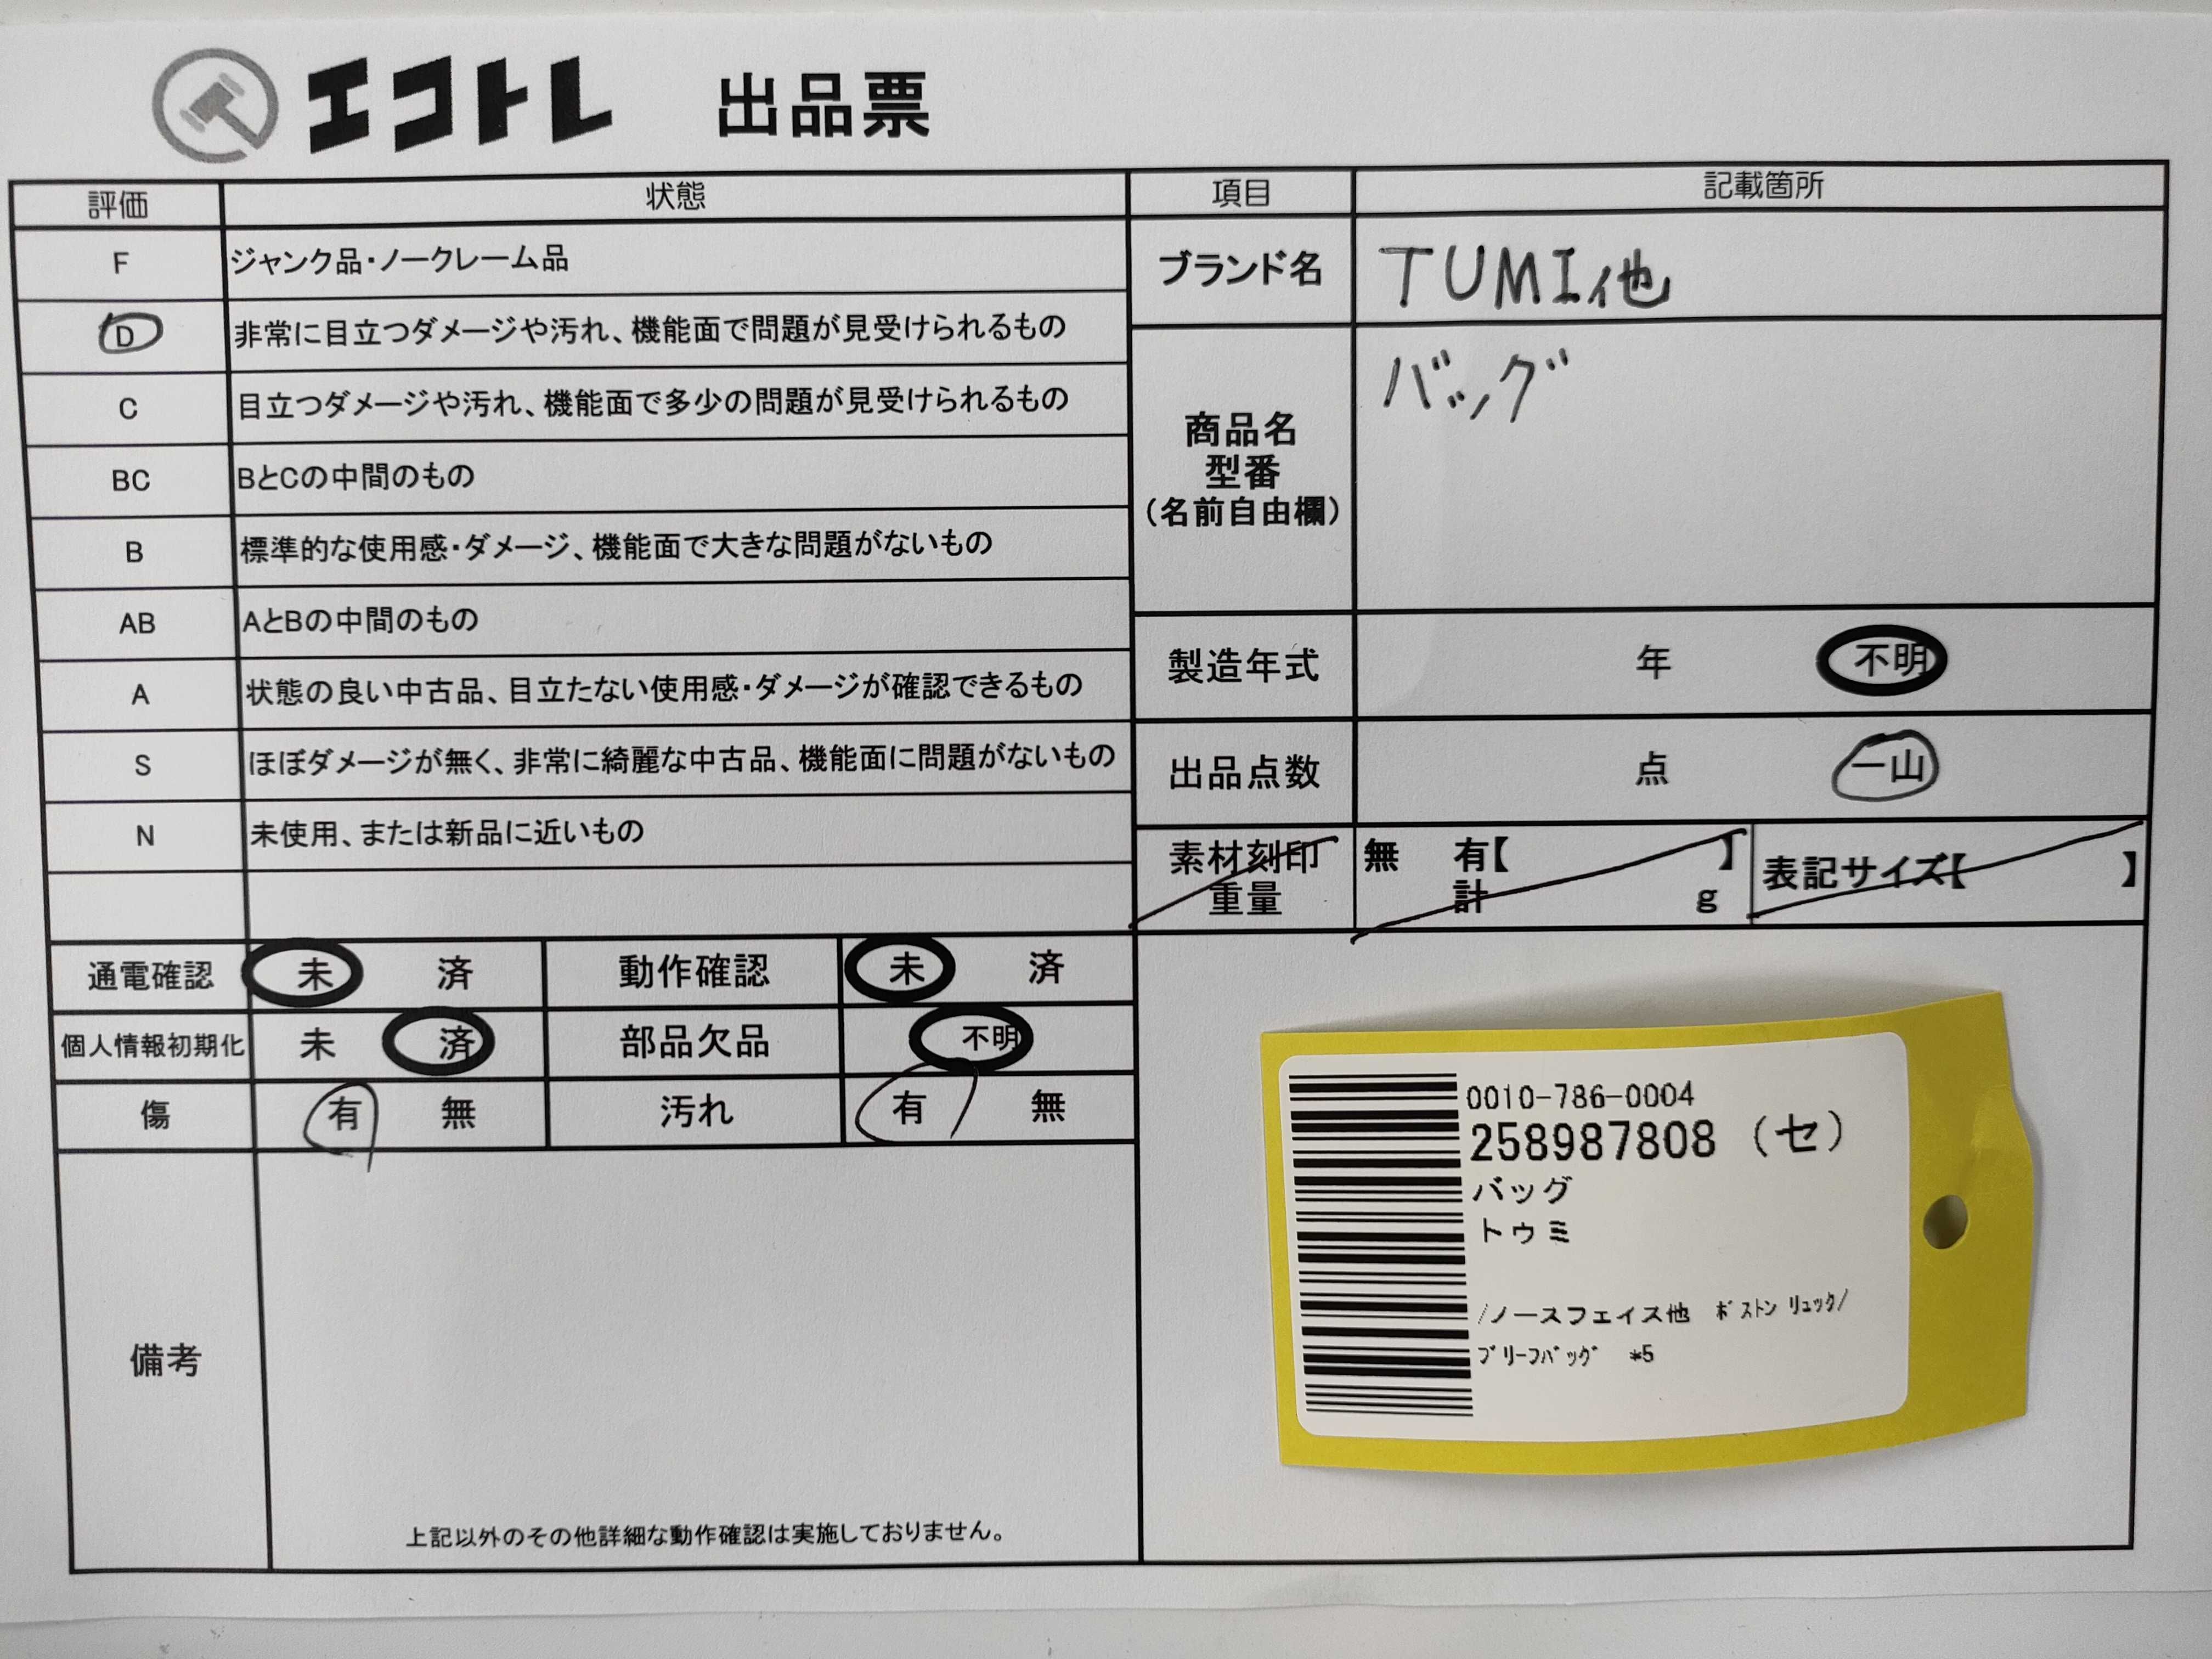 エコトレ 出品票
評価 状態
F ジャンク品・ノークレーム品
D 非常に目立つダメージや汚れ、機能面で問題が見受けられるもの
C 目立つダメージや汚れ、機能面で多少の問題が見受けられるもの
BC BとCの中間のもの
B 標準的な使用感・ダメージ、機能面で大きな問題がないもの
AB AとBの中間のもの
A 状態の良い中古品、目立たない使用感・ダメージが確認できるもの
S ほぼダメージが無く、非常に綺麗な中古品、機能面に問題がないもの
N 未使用、または新品に近いもの
通電確認 未 済 動作確認 未 済
個人情報初期化 未 済 部品欠品 不明
傷 有 無 汚れ 有 無
備考
上記以外のその他詳細な動作確認は実施しておりません。
項目 記載箇所
ブランド名 TUMI他
商品名
型番
(名前自由欄)
バッグ
製造年式 年 不明
出品点数 点 一山
素材刻印 無 有【 】
重量 計 g
表記サイズ【 】
0010-786-0004
258987808 (セ)
バッグ
トゥミ
/ノースフェイス他 ボストン リュック/
ブリーフバッグ *5